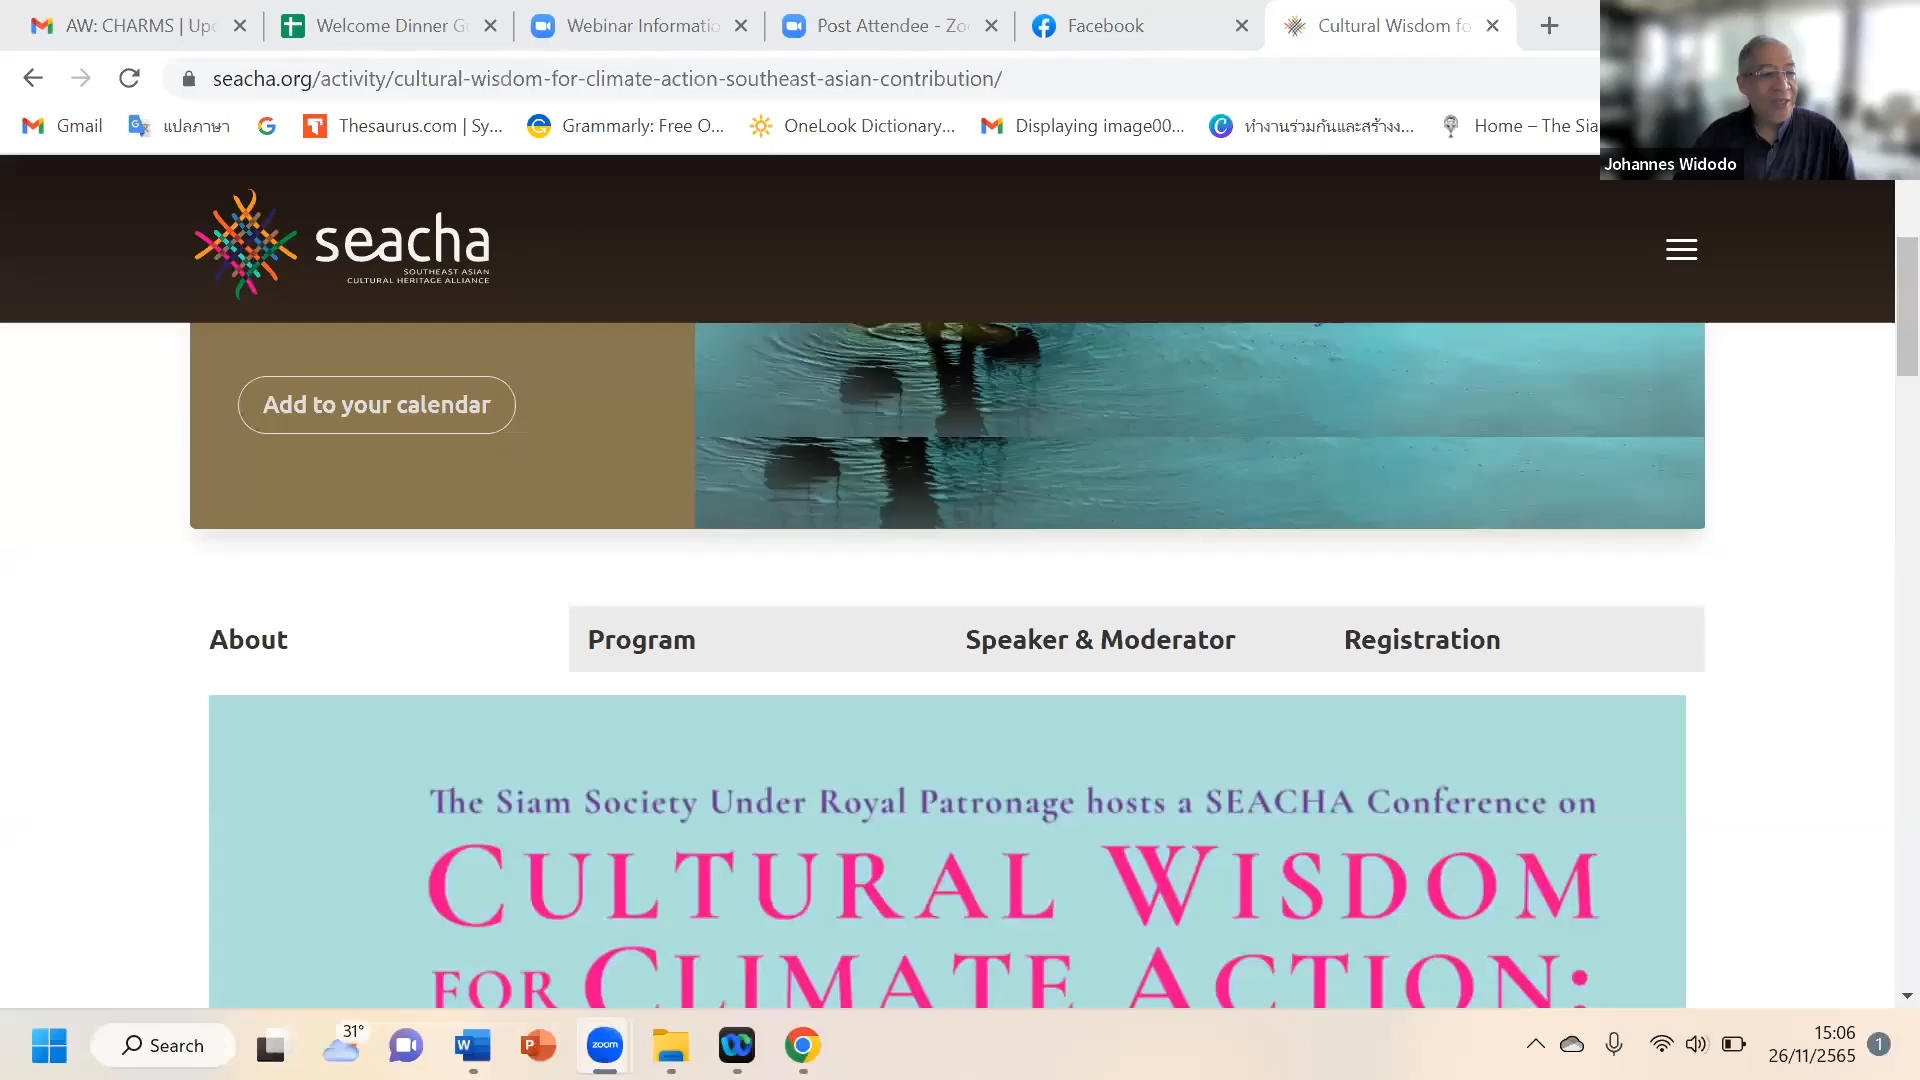 AW: CHARMS | Upd
Welcome Dinner G
Webinar Informatio
Post Attendee - Zo
Facebook
Cultural Wisdom fo
seacha.org/activity/cultural-wisdom-for-climate-action-southeast-asian-contribution/
Gmail
แปลภาษา
Thesaurus.com | Sy...
Grammarly: Free O...
OneLook Dictionary...
Displaying image00...
ทำงานร่วมกันและสร้างง...
Home – The Sia
Johannes Widodo
seacha
SOUTHEAST ASIAN
CULTURAL HERITAGE ALLIANCE
Add to your calendar
About
Program
Speaker & Moderator
Registration
The Siam Society Under Royal Patronage hosts a SEACHA Conference on
CULTURAL WISDOM
FOR CLIMATE ACTION:
Search
31°
zoom
15:06
26/11/2565
1